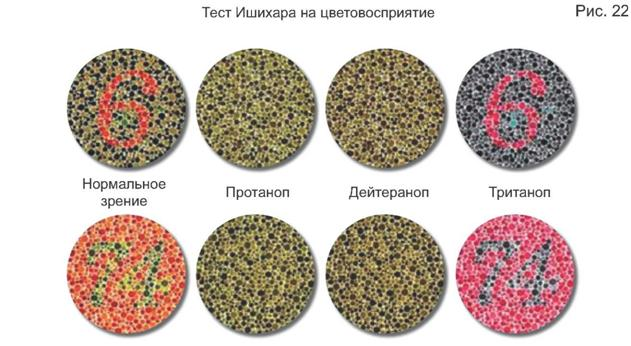 Тест Ишихара на цветовосприятие
Рис. 22
6
6
Нормальное
зрение
Протаноп
Дейтераноп
Тританоп
74
74